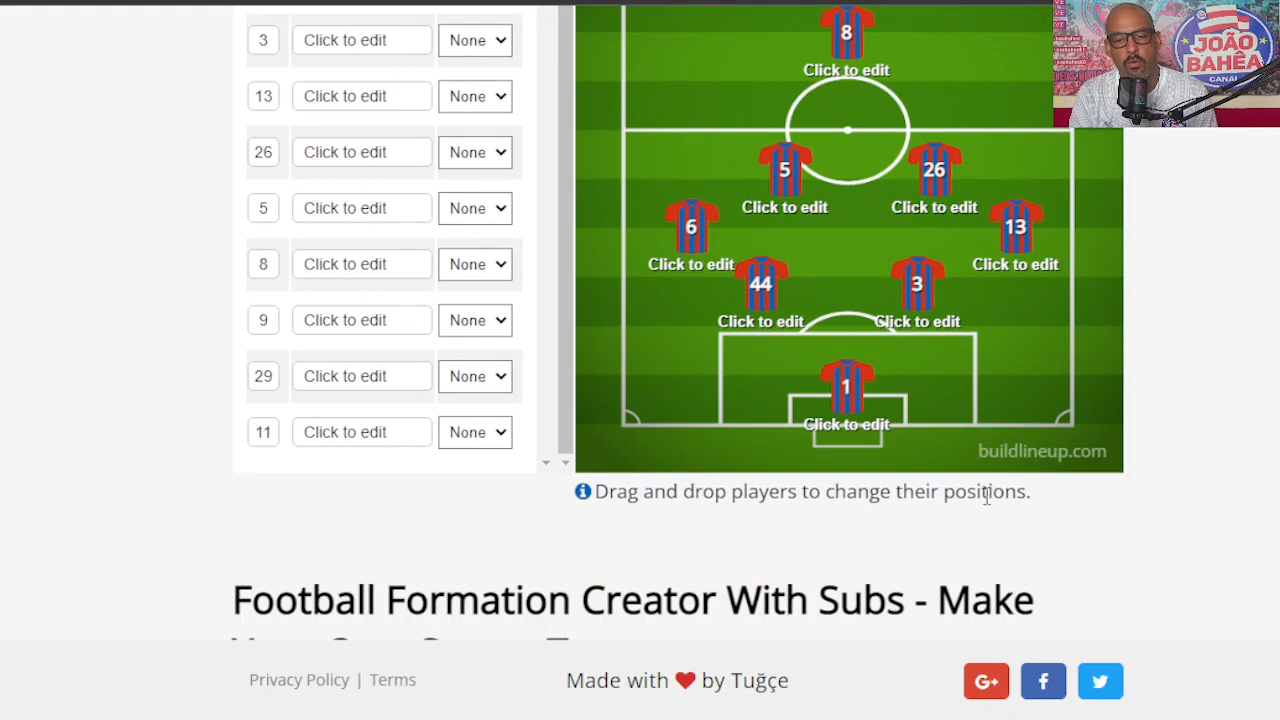 3 Click to edit None
13 Click to edit None
26 Click to edit None
5 Click to edit None
8 Click to edit None
9 Click to edit None
29 Click to edit None
11 Click to edit None
8
Click to edit
5
Click to edit
26
Click to edit
6
Click to edit
13
Click to edit
44
Click to edit
3
Click to edit
1
Click to edit
buildlineup.com
Drag and drop players to change their positions.
JOÃO
BAHÊA
CANAL
Football Formation Creator With Subs - Make
Privacy Policy | Terms
Made with ❤ by Tuğçe
G+